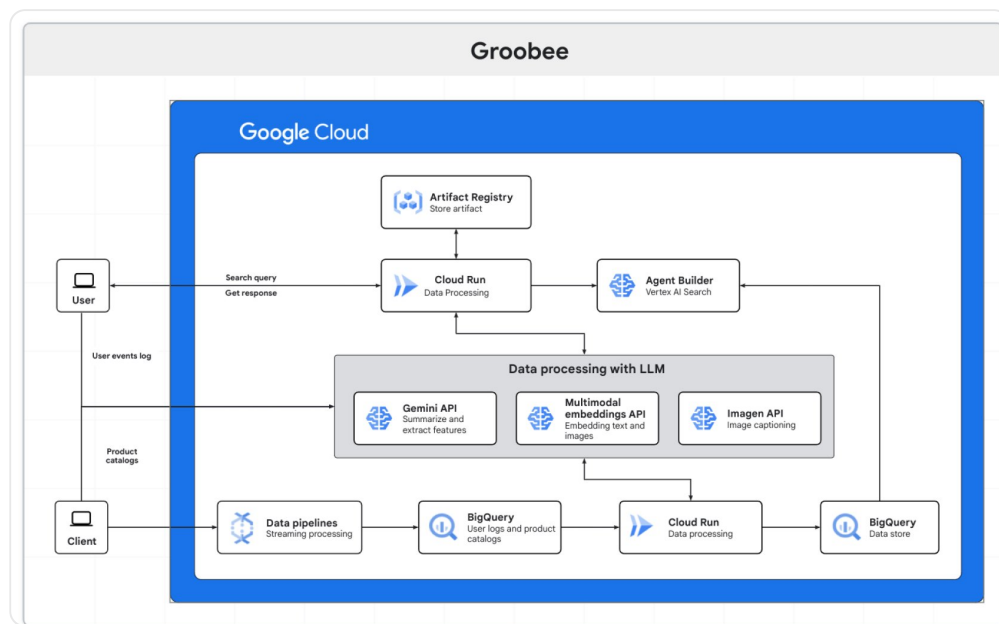 Groobee
Google Cloud
Artifact Registry
Store artifact
Search query
Get response
User
Cloud Run
Data Processing
Agent Builder
Vertex AI Search
User events log
Data processing with LLM
Gemini API
Summarize and
extract features
Multimodal
embeddings API
Embedding text and
images
Imagen API
Image captioning
Product
catalogs
Client
Data pipelines
Streaming processing
BigQuery
User logs and product
catalogs
Cloud Run
Data processing
BigQuery
Data store